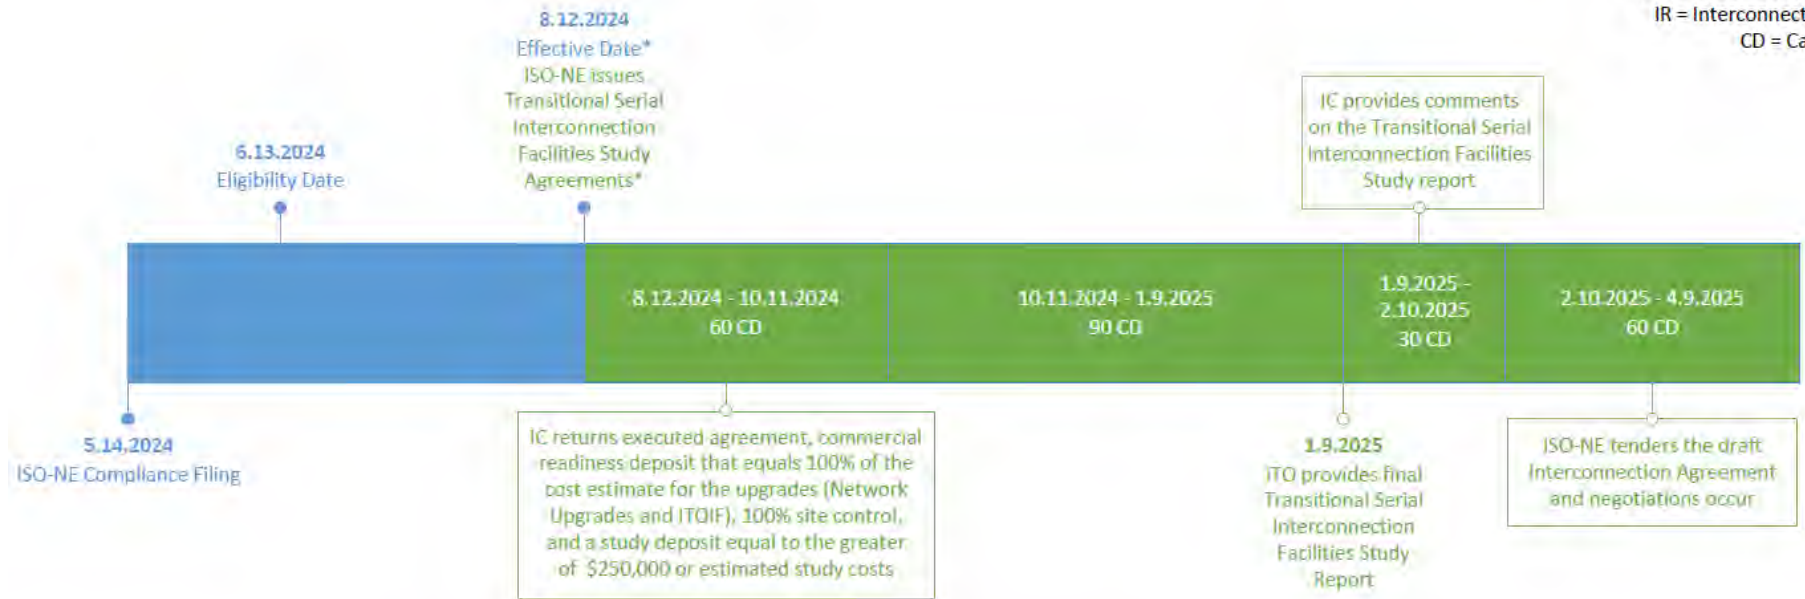 IR = Interconnect
CD = Ca
8.12.2024
Effective Date*
ISO-NE issues
Transitional Serial
Interconnection
Facilities Study
Agreements*
6.13.2024
Eligibility Date
IC provides comments
on the Transitional Serial
Interconnection Facilities
Study report
8.12.2024 - 10.11.2024
60 CD
10.11.2024 - 1.9.2025
90 CD
1.9.2025 -
2.10.2025
30 CD
2.10.2025 - 4.9.2025
60 CD
5.14.2024
ISO-NE Compliance Filing
IC returns executed agreement, commercial
readiness deposit that equals 100% of the
cost estimate for the upgrades (Network
Upgrades and ITOIF), 100% site control,
and a study deposit equal to the greater
of $250,000 or estimated study costs
1.9.2025
ITO provides final
Transitional Serial
Interconnection
Facilities Study
Report
ISO-NE tenders the draft
Interconnection Agreement
and negotiations occur